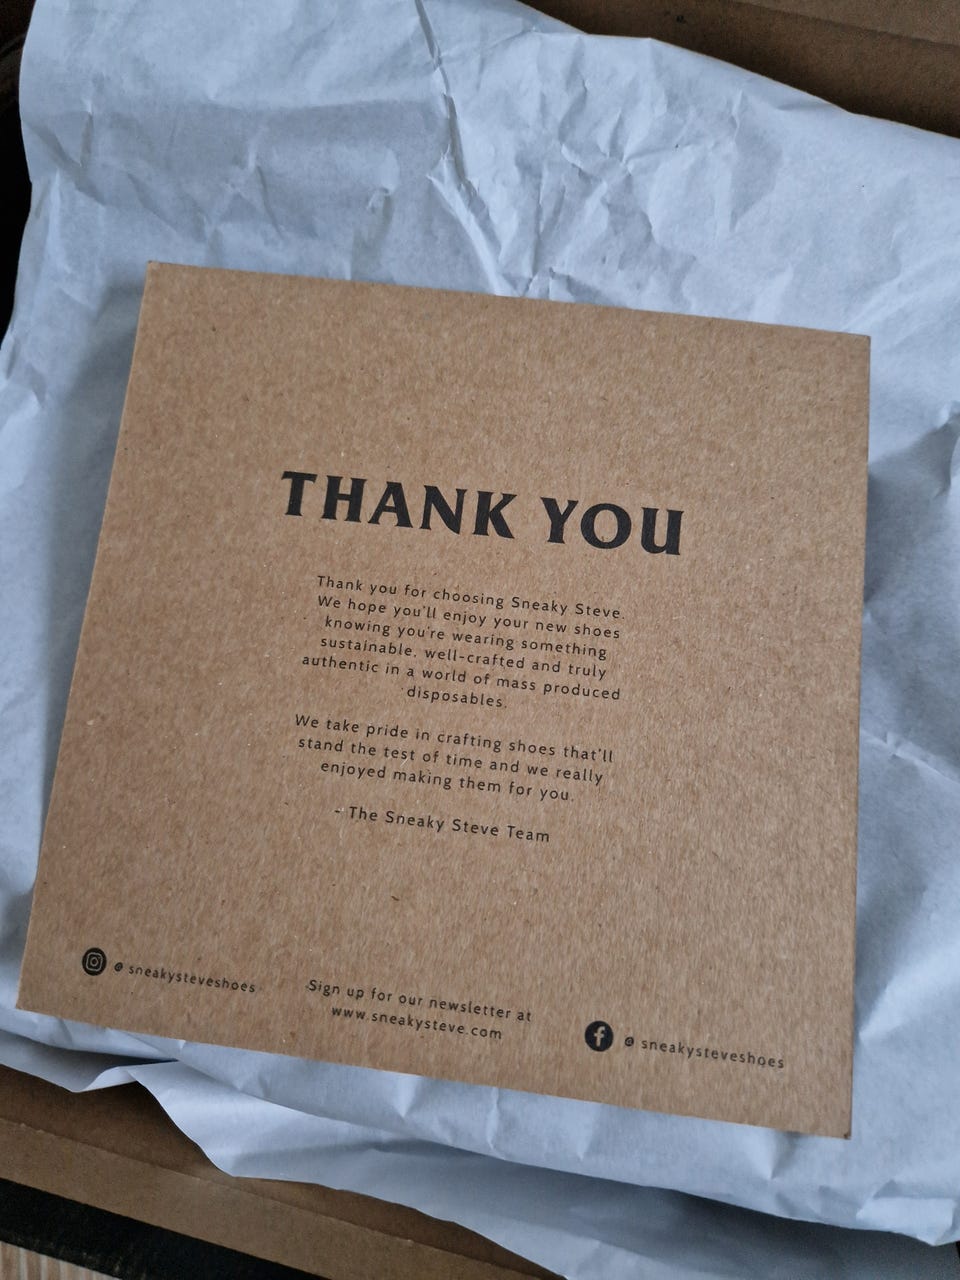 THANK YOU
Thank you for choosing Sneaky Steve.
We hope you'll enjoy your new shoes
knowing you're wearing something
sustainable, well-crafted and truly
authentic in a world of mass produced
disposables.
We take pride in crafting shoes that'll
stand the test of time and we really
enjoyed making them for you.
- The Sneaky Steve Team
@sneakysteveshoes
Sign up for our newsletter at
www.sneakysteve.com
@sneakysteveshoes